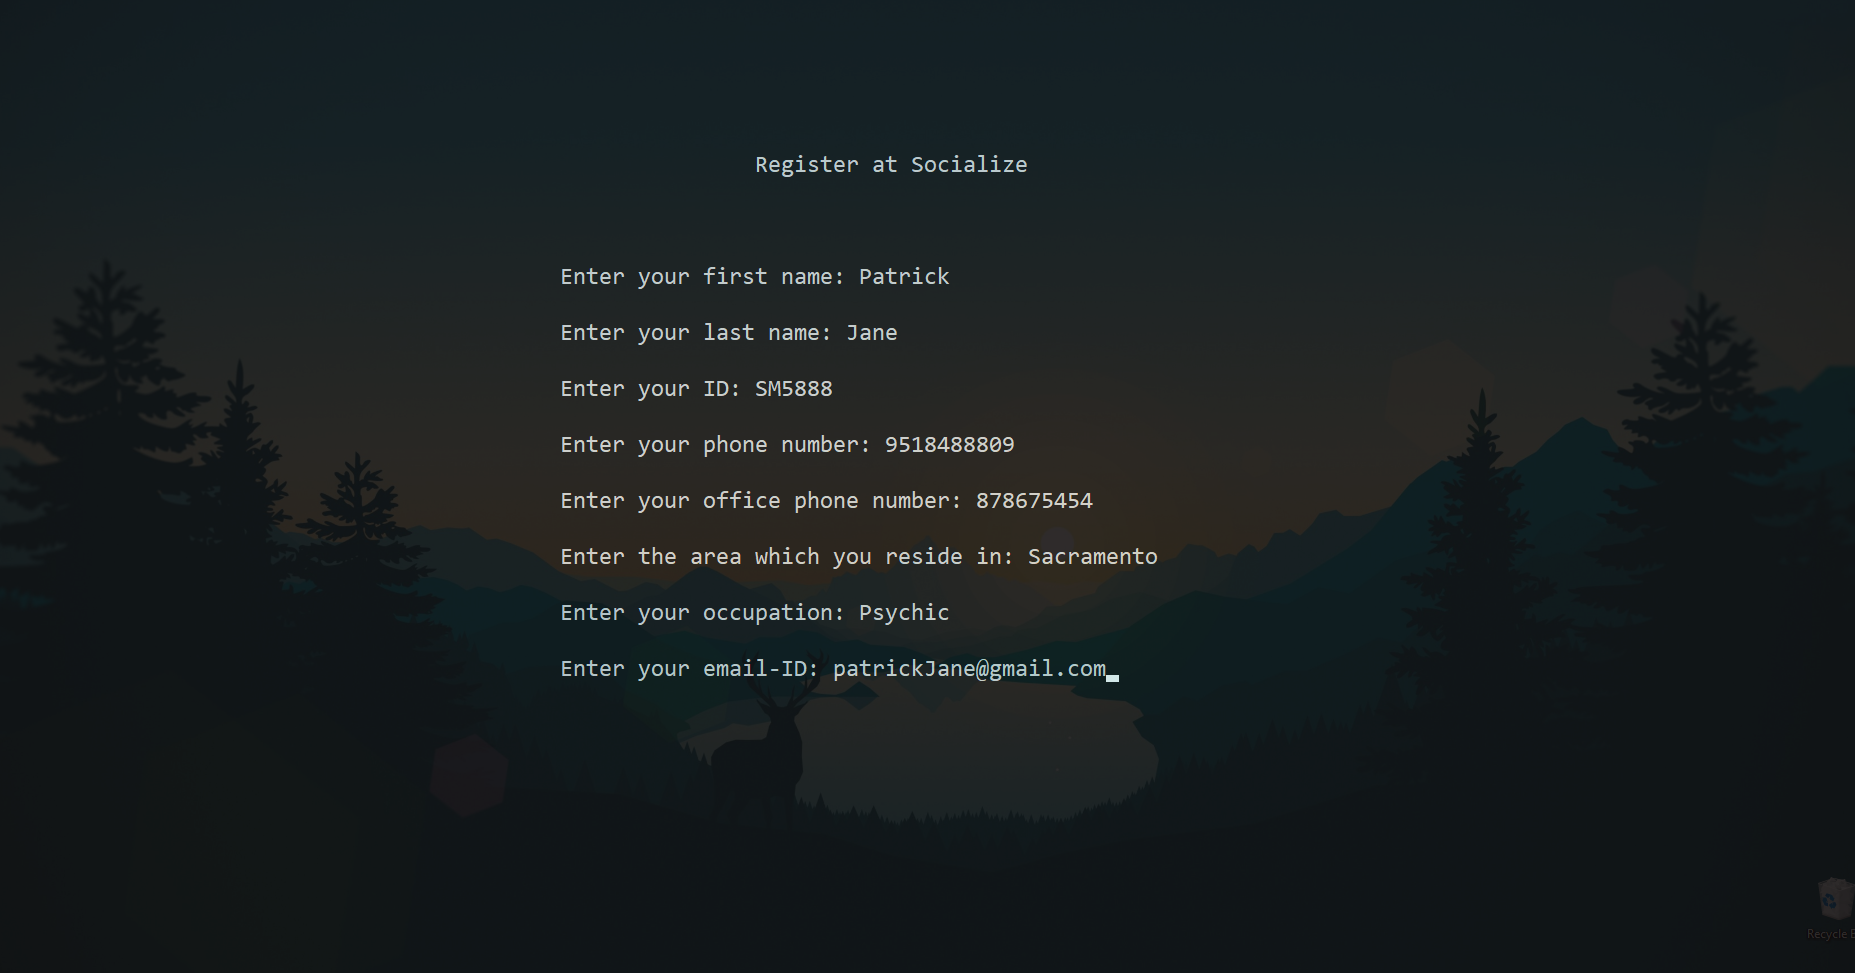 Register at Socialize
Enter your first name: Patrick
Enter your last name: Jane
Enter your ID: SM5888
Enter your phone number: 9518488809
Enter your office phone number: 878675454
Enter the area which you reside in: Sacramento
Enter your occupation: Psychic
Enter your email-ID: patrickJane@gmail.com
Recycle